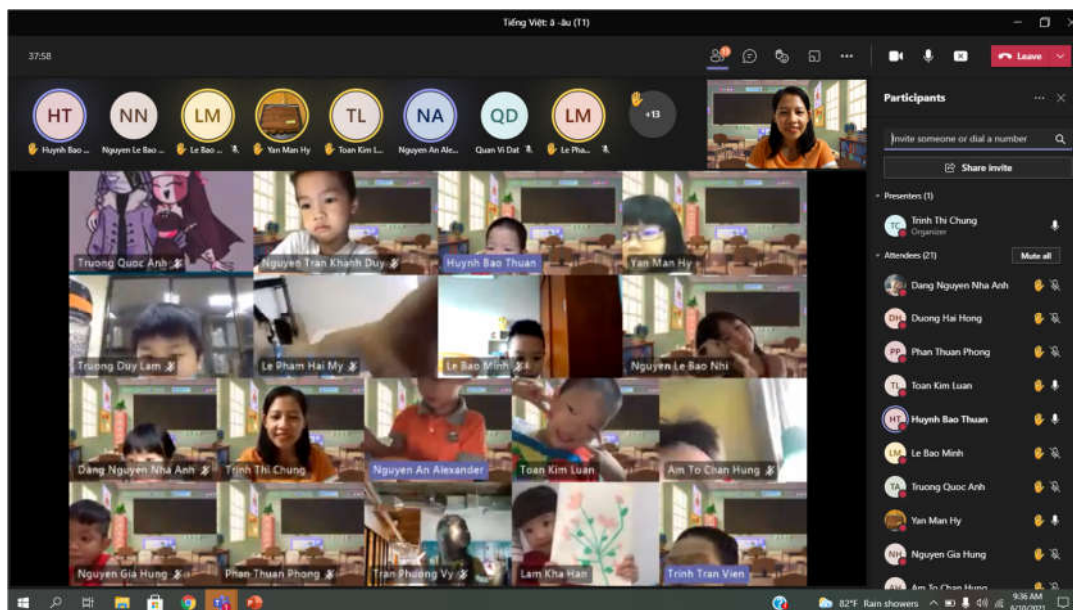 Tiếng Việt: â -âu (T1)
37:58
13
Leave
HT
NN
LM
TL
NA
QD
LM
+13
Huynh Bao ...
Nguyen Le Bao ...
Le Bao ...
Yan Man Hy
Toan Kim L...
Nguyen An Ale...
Quan Vi Dat
Le Pha...
Truong Quoc Anh
Nguyen Tran Khanh Duy
Huynh Bao Thuan
Yan Man Hy
Truong Duy Lam
Le Pham Hai My
Le Bao Minh
Nguyen Le Bao Nhi
Dang Nguyen Nha Anh
Trinh Thi Chung
Nguyen An Alexander
Toan Kim Luan
Am To Chan Hung
Nguyen Gia Hung
Phan Thuan Phong
Tran Phuong Vy
Lam Kha Han
Trinh Tran Vien
Participants
Invite someone or dial a number
Share invite
Presenters (1)
TC
Trinh Thi Chung
Organizer
Attendees (21)
Mute all
Dang Nguyen Nha Anh
DH
Duong Hai Hong
PP
Phan Thuan Phong
TL
Toan Kim Luan
HT
Huynh Bao Thuan
LM
Le Bao Minh
TA
Truong Quoc Anh
Yan Man Hy
NH
Nguyen Gia Hung
AH
Am To Chan Hung
82°F Rain showers
9:36 AM